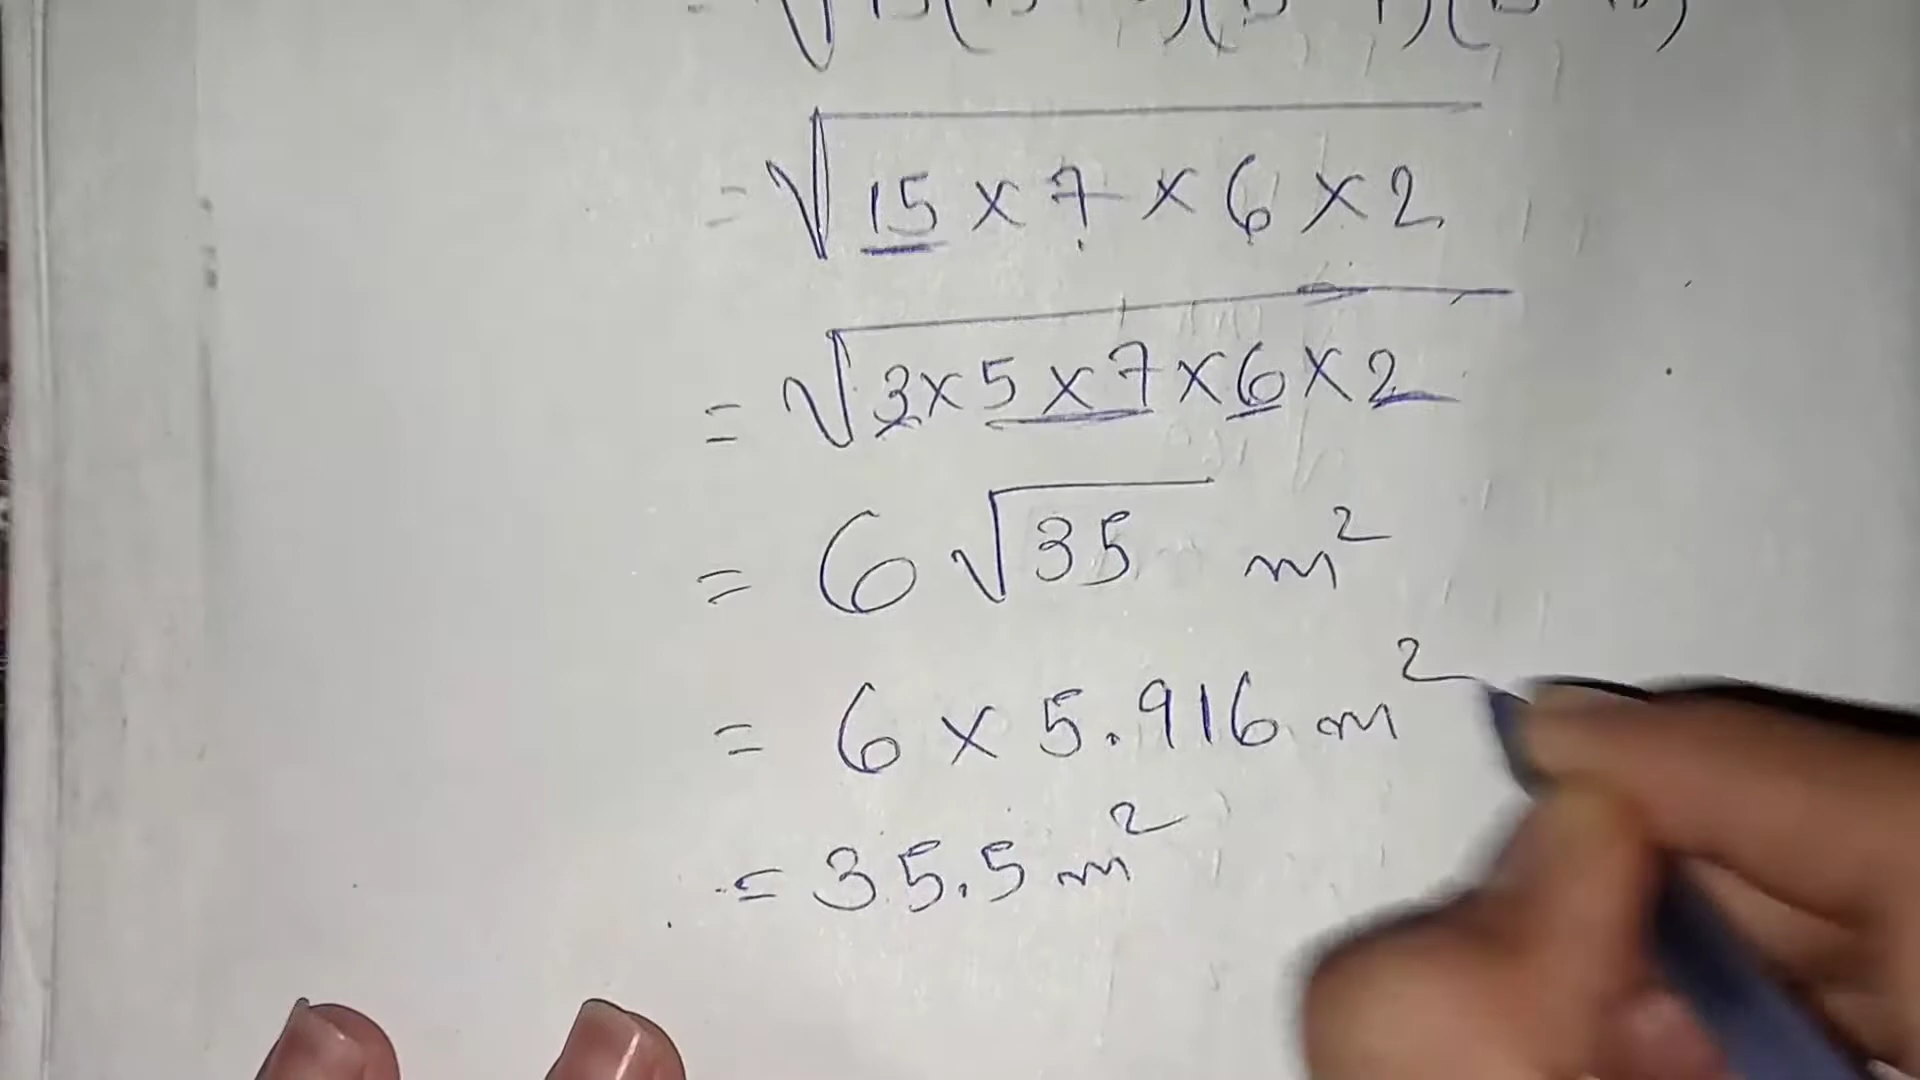 = √15 × 7 × 6 × 2
= √3×5×7×6×2
= 6 √35 m²
= 6 × 5.916 m²
= 35.5 m²